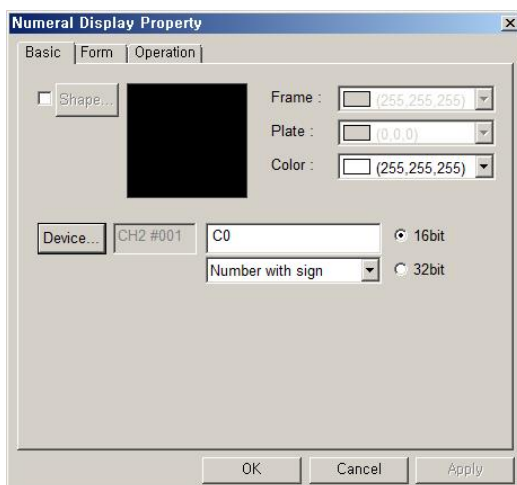 Numeral Display Property
Basic Form Operation
Shape... Frame : (255,255,255)
Plate : (0,0,0)
Color : (255,255,255)
Device... CH2 #001 C0 16bit
Number with sign 32bit
OK Cancel Apply